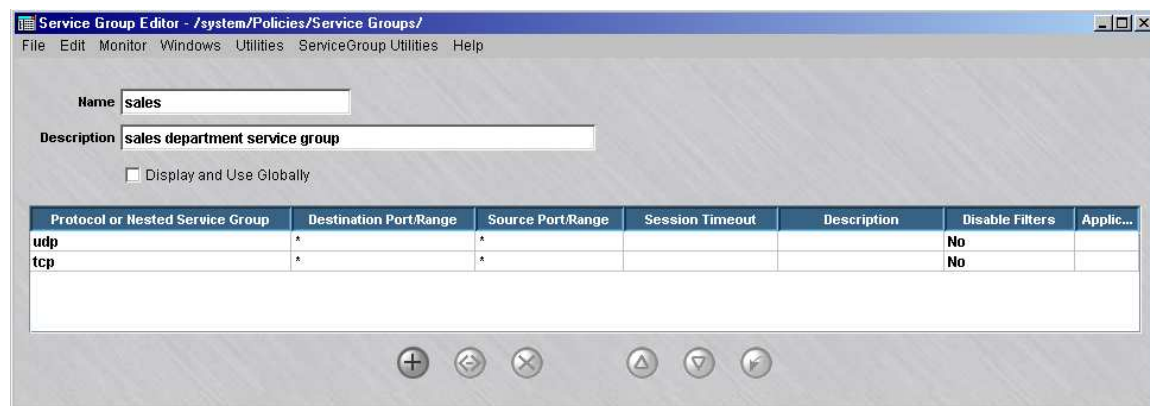 Service Group Editor - /system/Policies/Service Groups/
File Edit Monitor Windows Utilities ServiceGroup Utilities Help
Name sales
Description sales department service group
Display and Use Globally
Protocol or Nested Service Group Destination Port/Range Source Port/Range Session Timeout Description Disable Filters Applic...
udp * * No
tcp * * No